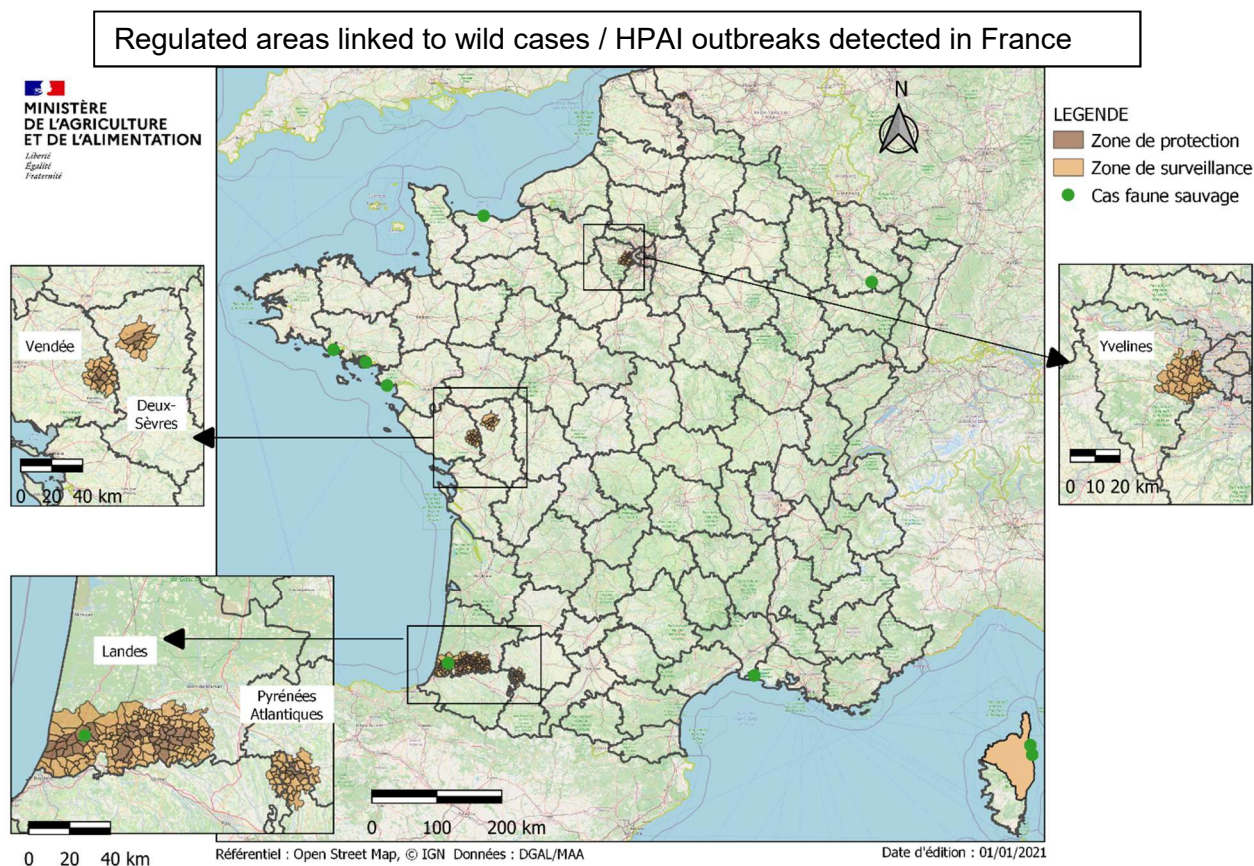 Regulated areas linked to wild cases / HPAI outbreaks detected in France
MINISTÈRE
DE L'AGRICULTURE
ET DE L'ALIMENTATION
Liberté
Égalité
Fraternité
N
LEGENDE
Zone de protection
Zone de surveillance
Cas faune sauvage
Vendée
Deux-
Sèvres
0 20 40 km
Yvelines
0 10 20 km
Landes
Pyrénées
Atlantiques
0 20 40 km
0 100 200 km
Référentiel : Open Street Map, © IGN Données : DGAL/MAA
Date d'édition : 01/01/2021